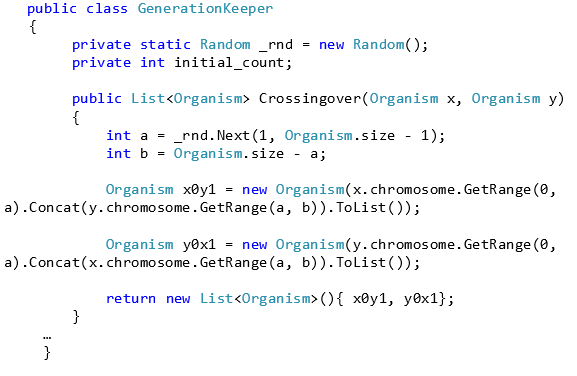 public class GenerationKeeper
{
private static Random _rnd = new Random();
private int initial_count;
public List<Organism> Crossingover(Organism x, Organism y)
{
int a = _rnd.Next(1, Organism.size - 1);
int b = Organism.size - a;
Organism x0y1 = new Organism(x.chromosome.GetRange(0,
a).Concat(y.chromosome.GetRange(a, b)).ToList());
Organism y0x1 = new Organism(y.chromosome.GetRange(0,
a).Concat(x.chromosome.GetRange(a, b)).ToList());
return new List<Organism>(){ x0y1, y0x1};
}
…
}